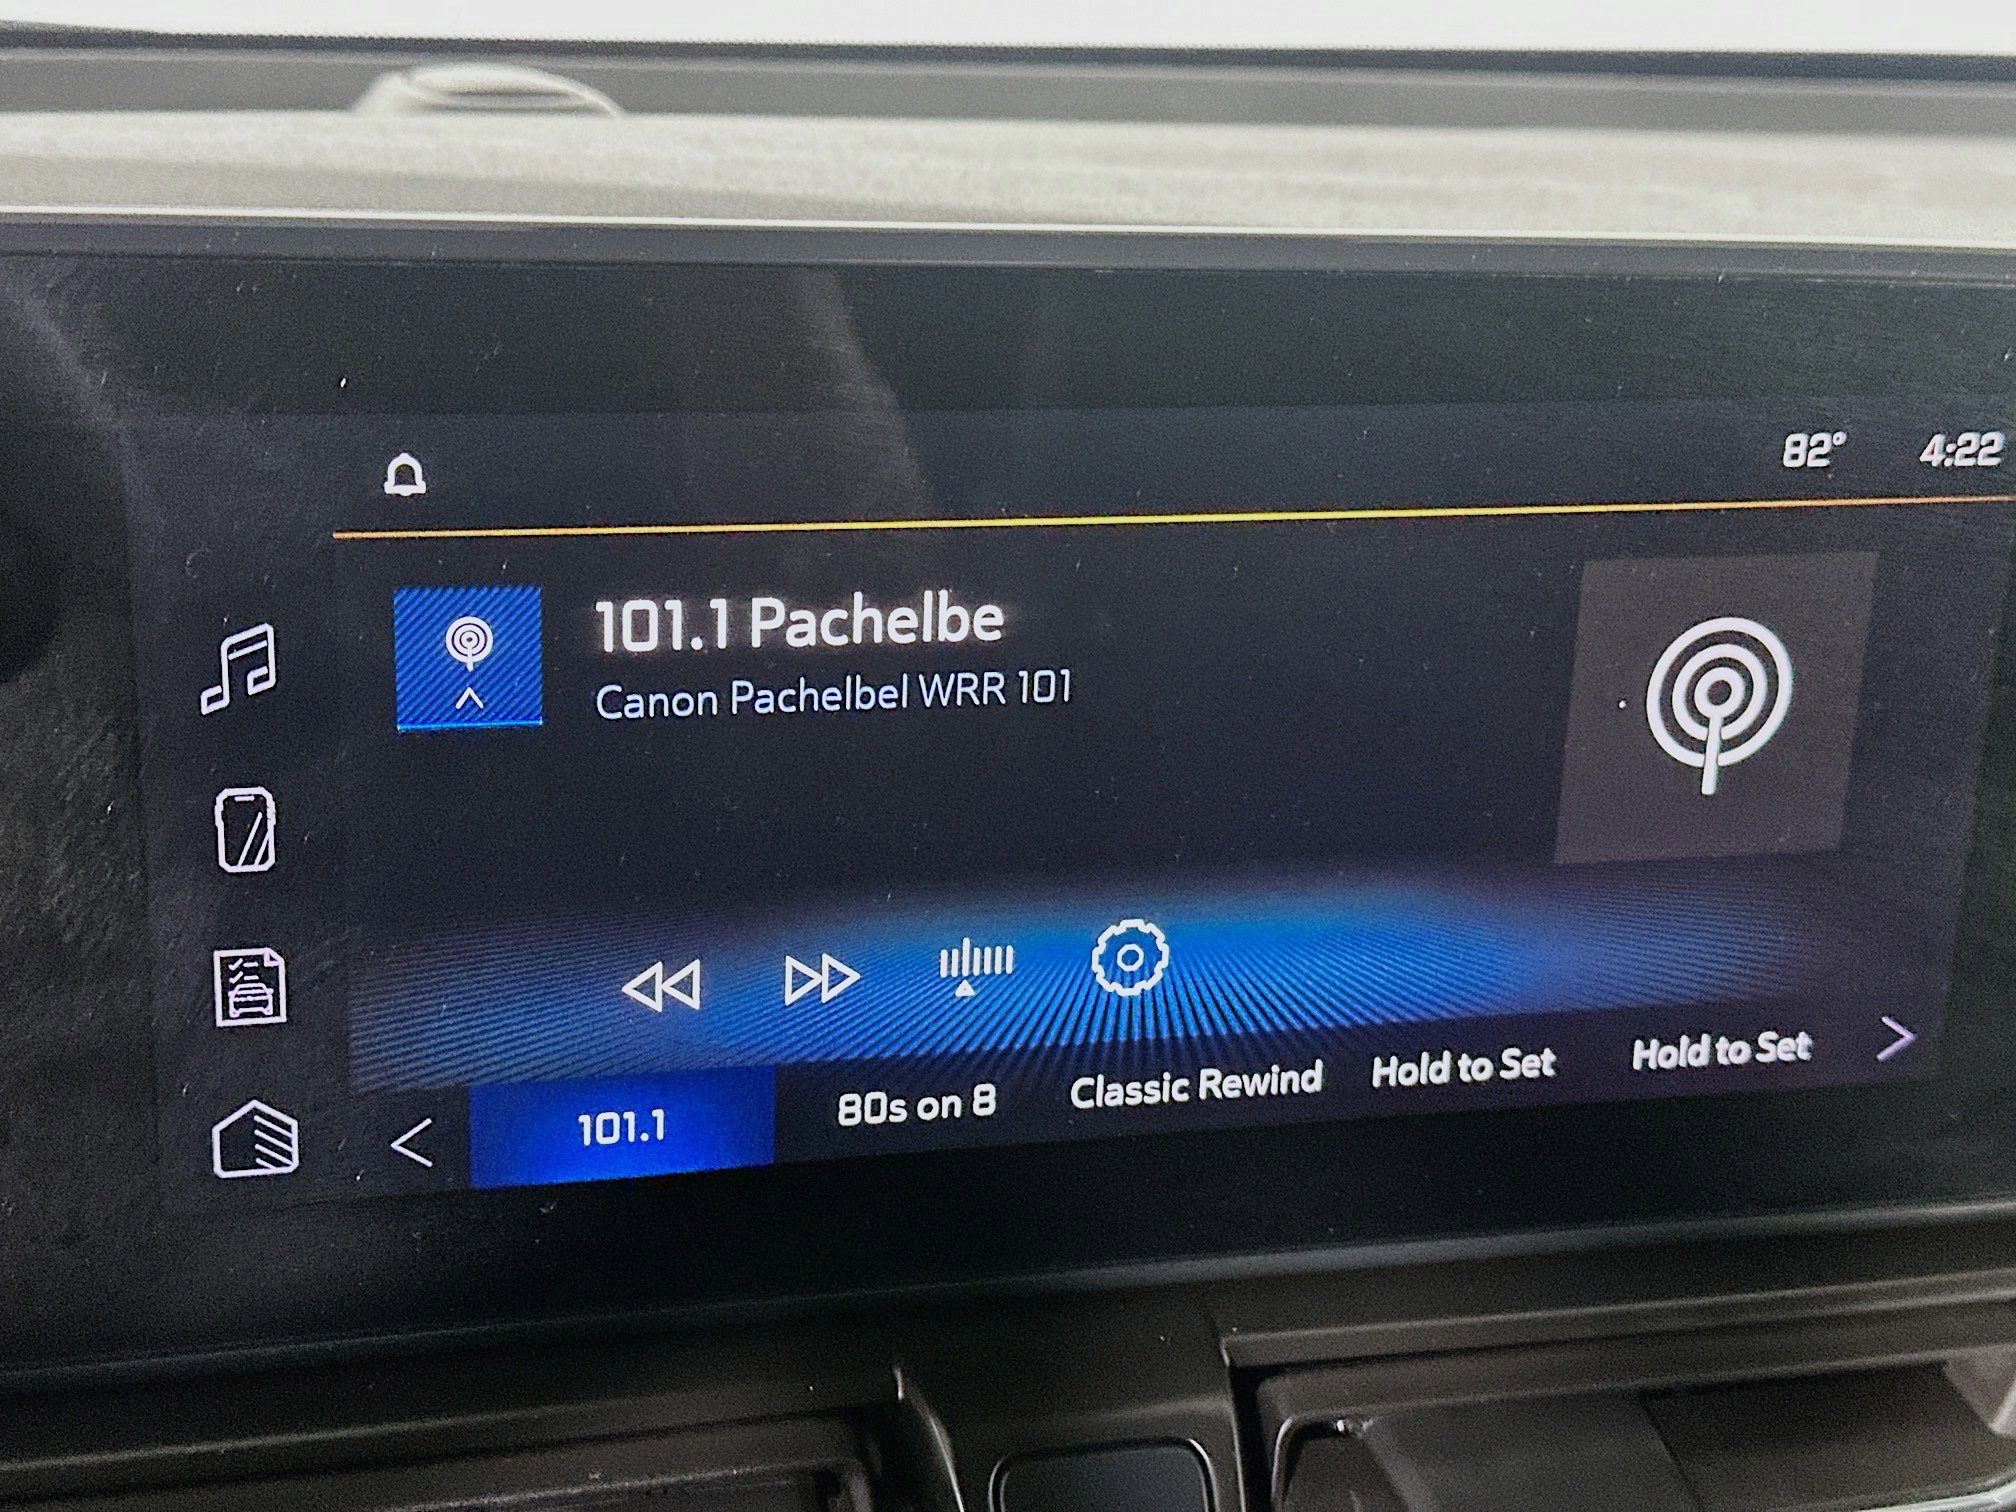 82° 4:22
101.1 Pachelbe
Canon Pachelbel WRR 101
101.1 80s on 8 Classic Rewind Hold to Set Hold to Set